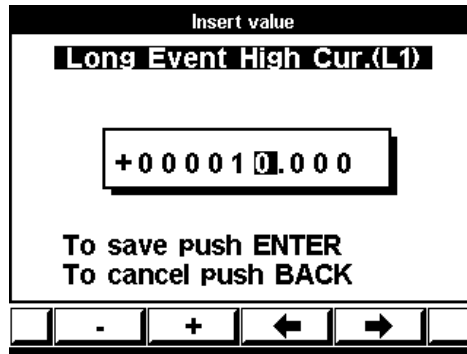 Insert value
Long Event High Cur.(L1)
+000010.000
To save push ENTER
To cancel push BACK
- + ← →